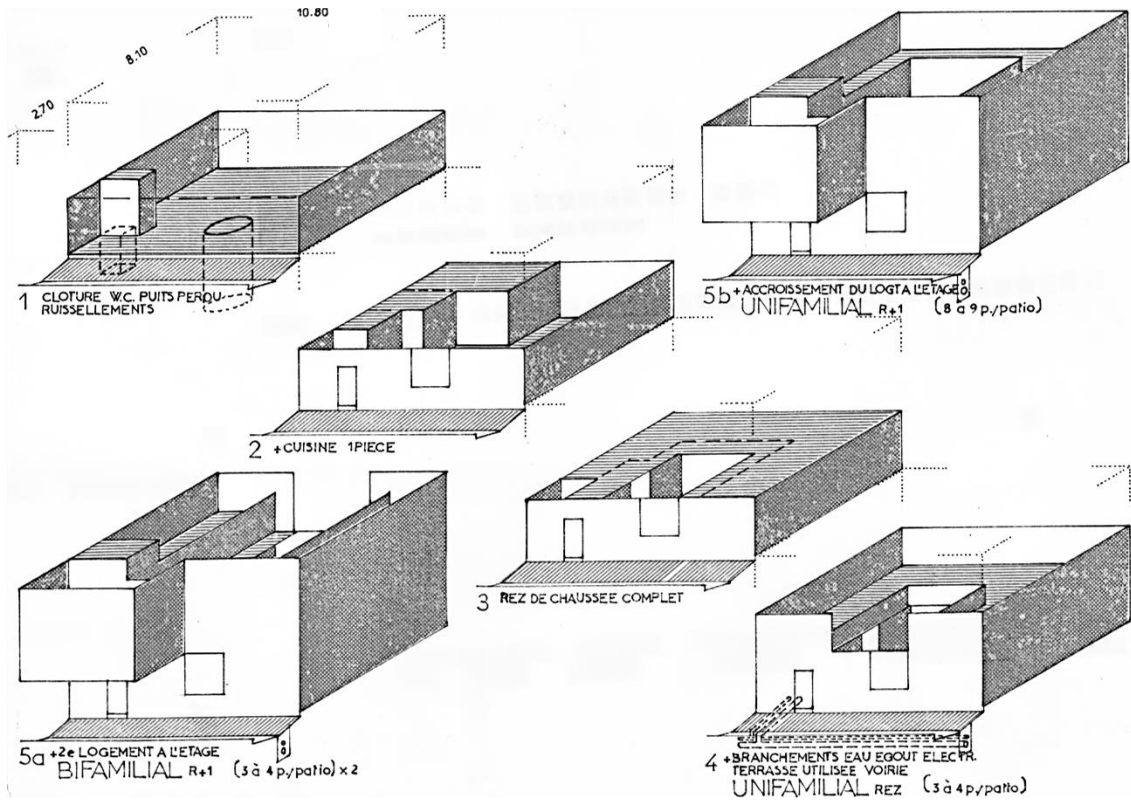 10.80
8.10
2.70
1 CLOTURE W.C. PUITS PERDU
RUISSELLEMENTS
2 +CUISINE 1PIECE
3 REZ DE CHAUSSEE COMPLET
4 +BRANCHEMENTS EAU EGOUT ELECTR.
TERRASSE UTILISEE VOIRIE
UNIFAMILIAL REZ (3 à 4 p./patio)
5a +2e LOGEMENT A L'ETAGE
BIFAMILIAL R+1 (3 à 4 p./patio) x 2
5b +ACCROISSEMENT DU LOGT A L'ETAGE
UNIFAMILIAL R+1 (8 à 9 p./patio)